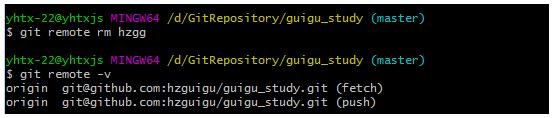 yhtx-22@yhtxjs MINGW64 /d/GitRepository/guigu_study (master)
$ git remote rm hzgg
yhtx-22@yhtxjs MINGW64 /d/GitRepository/guigu_study (master)
$ git remote -v
origin  git@github.com:hzguigu/guigu_study.git (fetch)
origin  git@github.com:hzguigu/guigu_study.git (push)